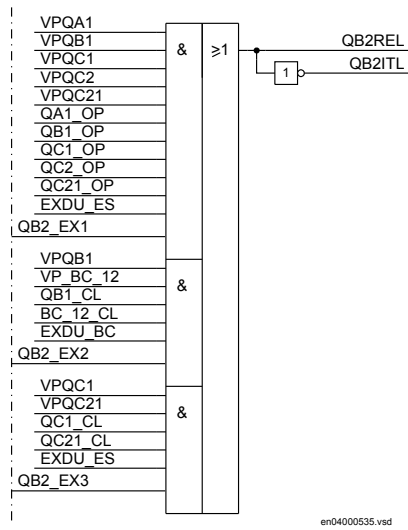 VPQA1
VPQB1
VPQC1
VPQC2
VPQC21
QA1_OP
QB1_OP
QC1_OP
QC2_OP
QC21_OP
EXDU_ES
QB2_EX1
&
≥1
QB2REL
QB2ITL
1
VPQB1
VP_BC_12
QB1_CL
BC_12_CL
EXDU_BC
QB2_EX2
&
VPQC1
VPQC21
QC1_CL
QC21_CL
EXDU_ES
QB2_EX3
&
en04000535.vsd